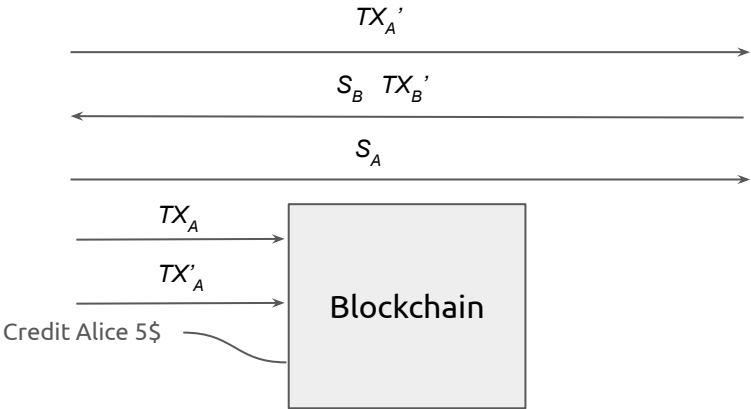 TX_A’
S_B TX_B’
S_A
TX_A
TX’_A
Blockchain
Credit Alice 5$